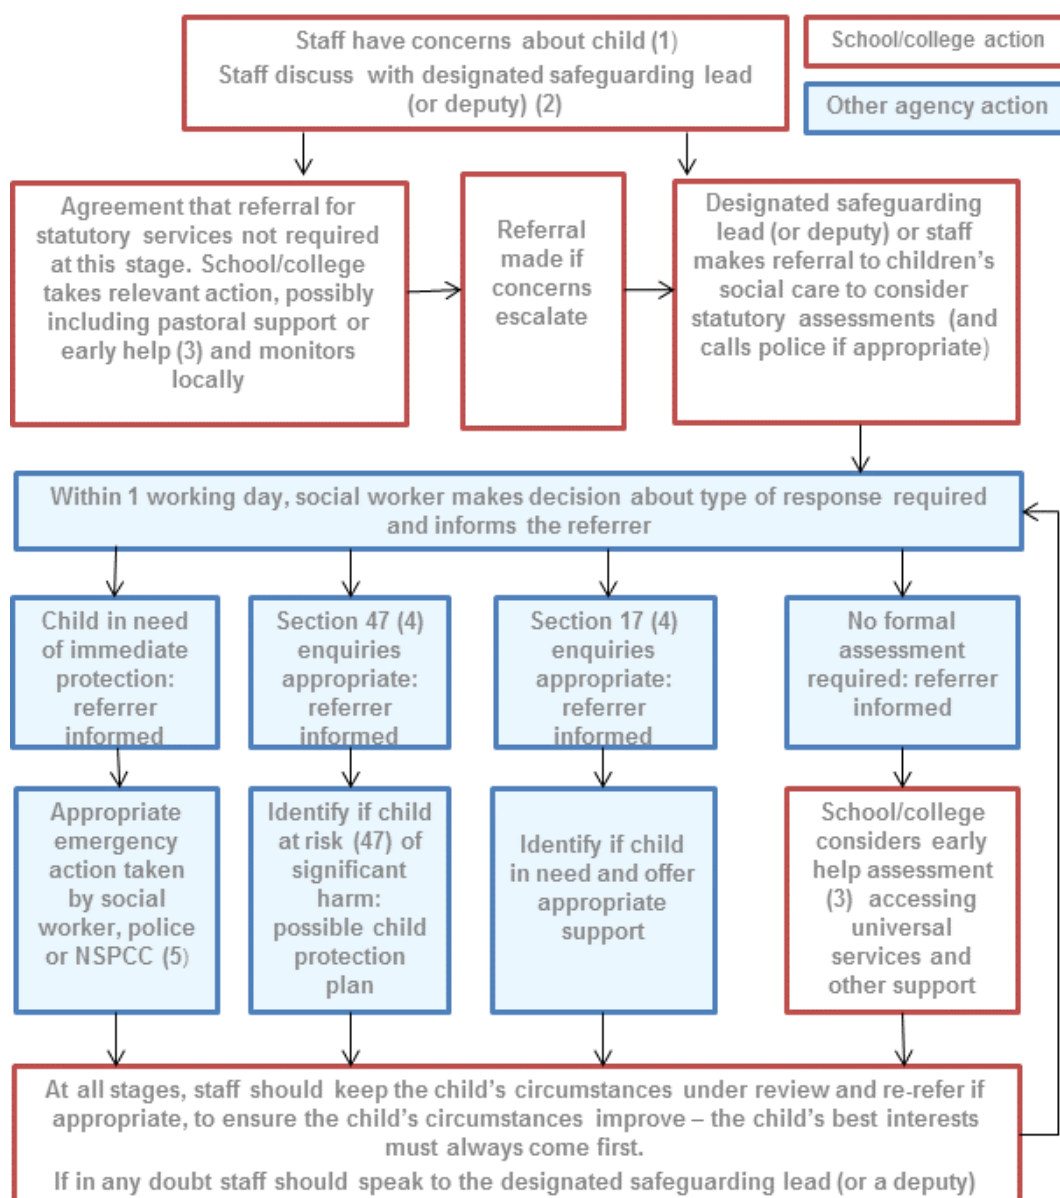 Staff have concerns about child (1)
Staff discuss with designated safeguarding lead
(or deputy) (2)
School/college action
Other agency action
Agreement that referral for
statutory services not required
at this stage. School/college
takes relevant action, possibly
including pastoral support or
early help (3) and monitors
locally
Referral
made if
concerns
escalate
Designated safeguarding
lead (or deputy) or staff
makes referral to children's
social care to consider
statutory assessments (and
calls police if appropriate)
Within 1 working day, social worker makes decision about type of response required
and informs the referrer
Child in need
of immediate
protection:
referrer
informed
Section 47 (4)
enquiries
appropriate:
referrer
informed
Section 17 (4)
enquiries
appropriate:
referrer
informed
No formal
assessment
required: referrer
informed
Appropriate
emergency
action taken
by social
worker, police
or NSPCC (5)
Identify if child
at risk (47) of
significant
harm:
possible child
protection
plan
Identify if child
in need and offer
appropriate
support
School/college
considers early
help assessment
(3) accessing
universal
services and
other support
At all stages, staff should keep the child's circumstances under review and re-refer if
appropriate, to ensure the child's circumstances improve – the child's best interests
must always come first.
If in any doubt staff should speak to the designated safeguarding lead (or a deputy)